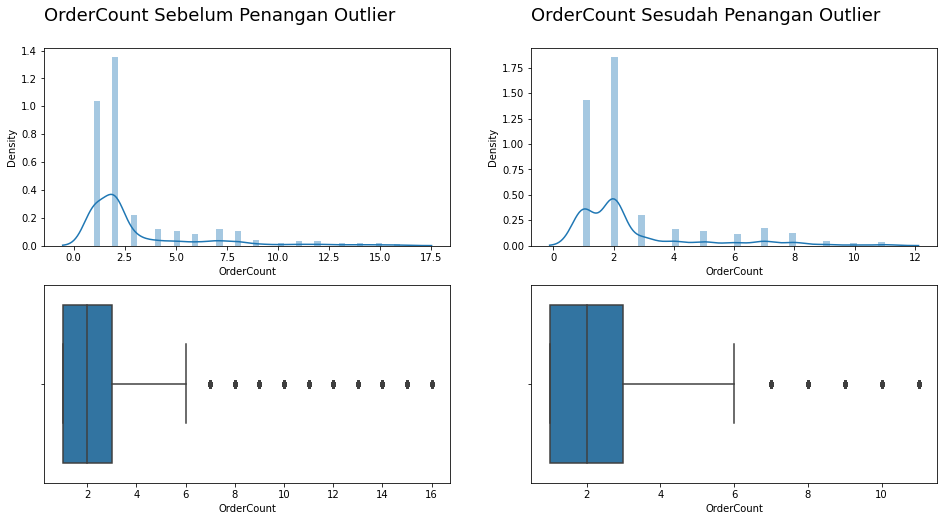 OrderCount Sebelum Penangan Outlier
OrderCount Sesudah Penangan Outlier
1.4
1.2
1.0
0.8
0.6
0.4
0.2
0.0
Density
0.0 2.5 5.0 7.5 10.0 12.5 15.0 17.5
OrderCount
1.75
1.50
1.25
1.00
0.75
0.50
0.25
0.00
Density
0 2 4 6 8 10 12
OrderCount
2 4 6 8 10 12 14 16
OrderCount
2 4 6 8 10
OrderCount